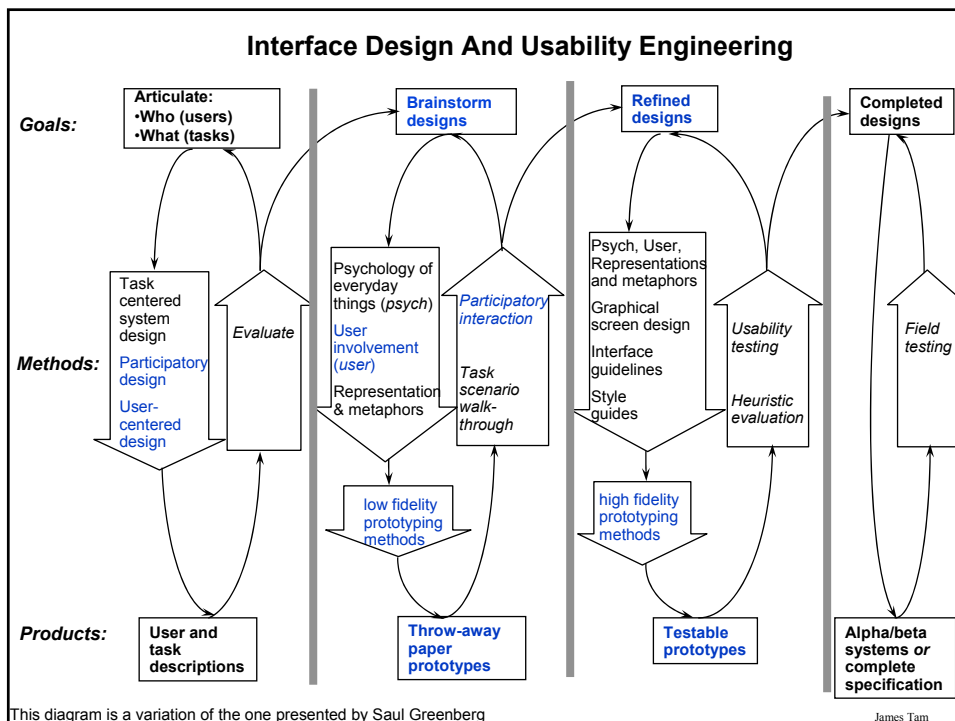 Interface Design And Usability Engineering
Goals:
Articulate:
•Who (users)
•What (tasks)
Brainstorm
designs
Refined
designs
Completed
designs
Methods:
Task
centered
system
design
Participatory
design
User-
centered
design
Evaluate
Psychology of
everyday
things (psych)
User
involvement
(user)
Representation
& metaphors
low fidelity
prototyping
methods
Participatory
interaction
Task
scenario
walk-
through
Psych, User,
Representations
and metaphors
Graphical
screen design
Interface
guidelines
Style
guides
high fidelity
prototyping
methods
Usability
testing
Heuristic
evaluation
Field
testing
Products:
User and
task
descriptions
Throw-away
paper
prototypes
Testable
prototypes
Alpha/beta
systems or
complete
specification
This diagram is a variation of the one presented by Saul Greenberg
James Tam